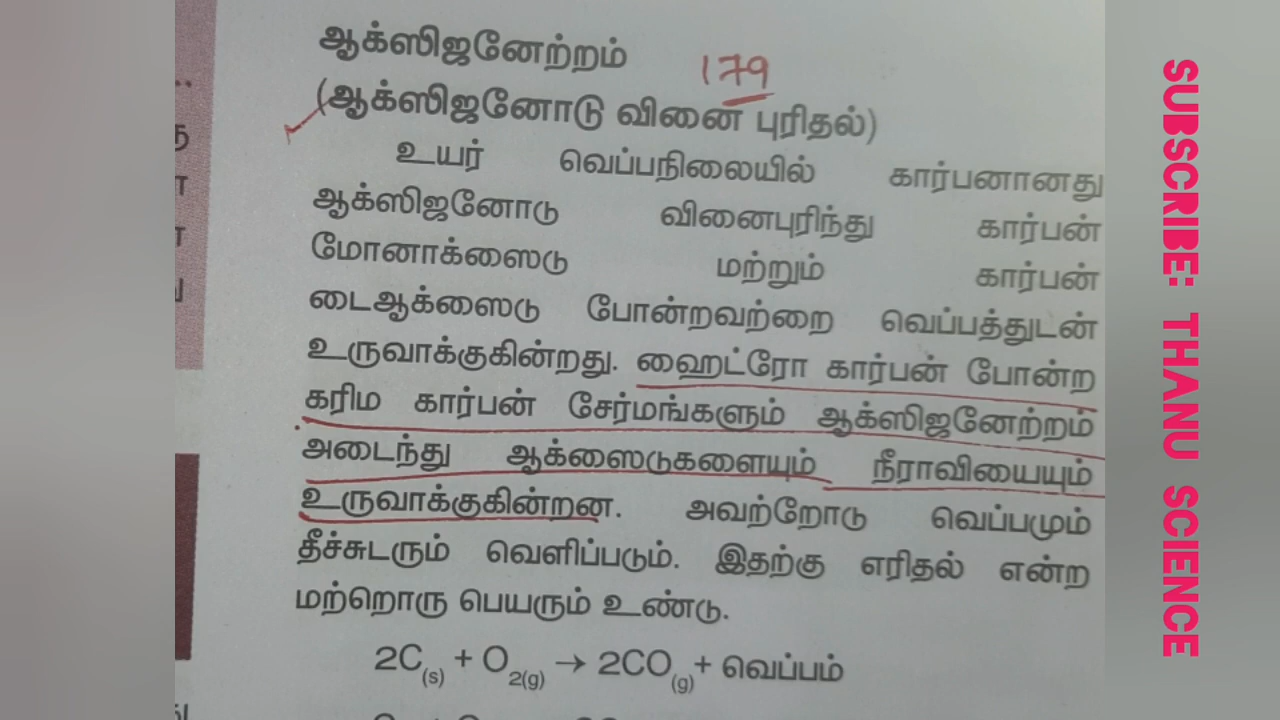 ஆக்ஸிஜனேற்றம்
179
(ஆக்ஸிஜனோடு வினை புரிதல்)
உயர் வெப்பநிலையில் கார்பனானது
ஆக்ஸிஜனோடு வினைபுரிந்து கார்பன்
மோனாக்ஸைடு மற்றும் கார்பன்
டைஆக்ஸைடு போன்றவற்றை வெப்பத்துடன்
உருவாக்குகின்றது. ஹைட்ரோ கார்பன் போன்ற
கரிம கார்பன் சேர்மங்களும் ஆக்ஸிஜனேற்றம்
அடைந்து ஆக்ஸைடுகளையும் நீராவியையும்
உருவாக்குகின்றன. அவற்றோடு வெப்பமும்
தீச்சுடரும் வெளிப்படும். இதற்கு எரிதல் என்ற
மற்றொரு பெயரும் உண்டு.
2C(s) + O2(g) → 2CO(g) + வெப்பம்
SUBSCRIBE: THANU SCIENCE